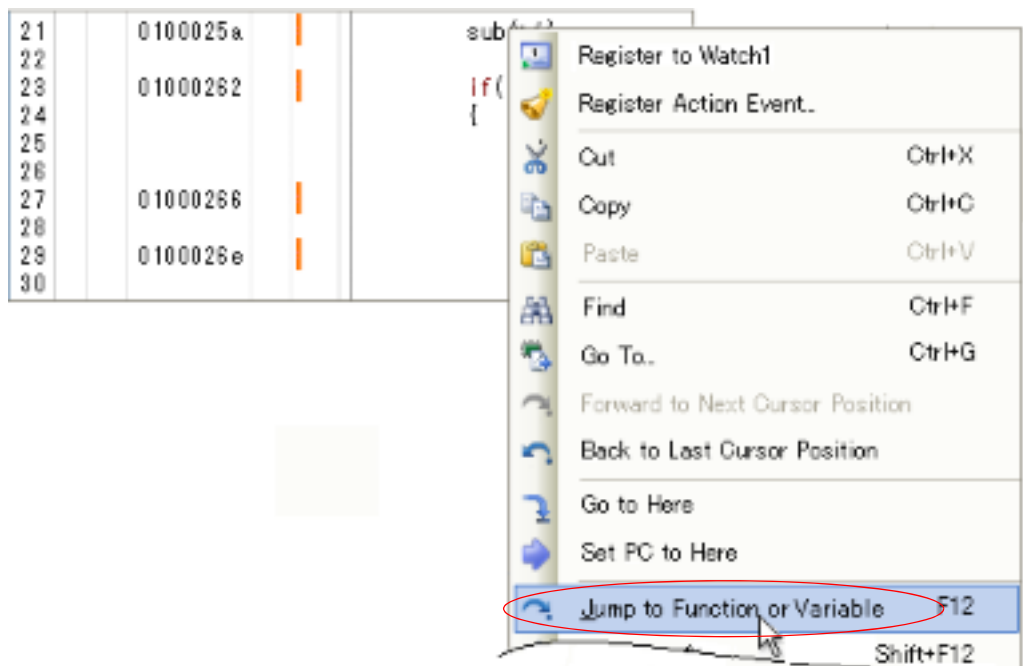 21 0100025a sub(
22
23 01000262 if(
24 {
25
26
27 01000266
28
29 0100026e
30
Register to Watch1
Register Action Event...
Cut Ctrl+X
Copy Ctrl+C
Paste Ctrl+V
Find Ctrl+F
Go To...
Ctrl+G
Forward to Next Cursor Position
Back to Last Cursor Position
Go to Here
Set PC to Here
Jump to Function or Variable F12
Shift+F12